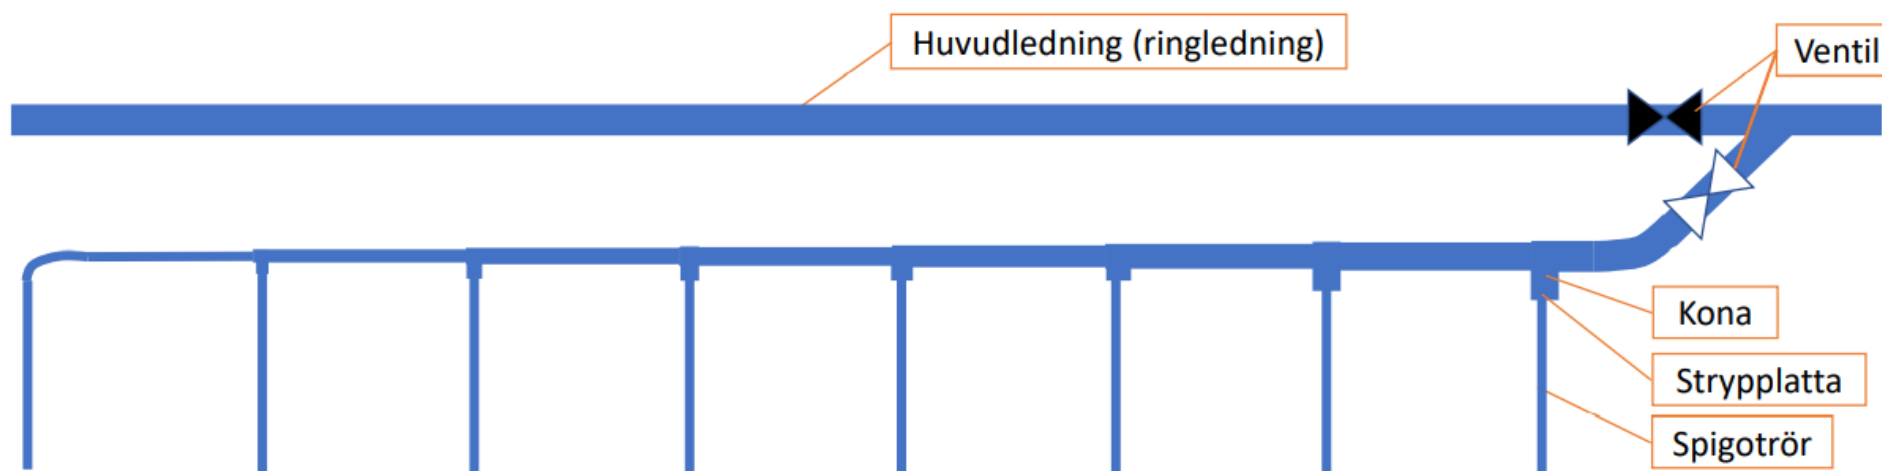 Huvudledning (ringledning)
Ventil
Kona
Strypplatta
Spigotrör